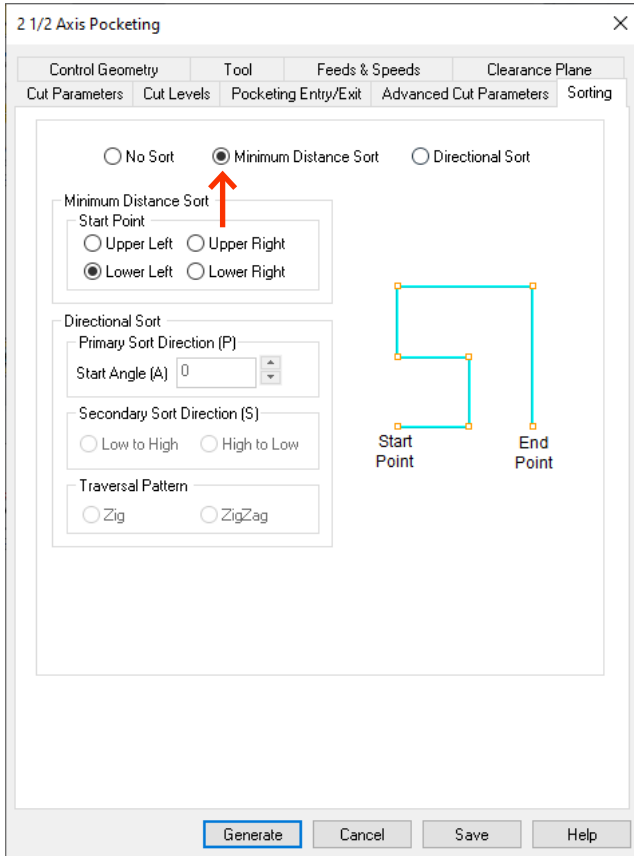 2 1/2 Axis Pocketing
Control Geometry Tool Feeds & Speeds Clearance Plane
Cut Parameters Cut Levels Pocketing Entry/Exit Advanced Cut Parameters Sorting
No Sort Minimum Distance Sort Directional Sort
Minimum Distance Sort
Start Point
Upper Left Upper Right
Lower Left Lower Right
Directional Sort
Primary Sort Direction (P)
Start Angle (A) 0
Secondary Sort Direction (S)
Low to High High to Low
Traversal Pattern
Zig ZigZag
Start Point
End Point
Generate Cancel Save Help